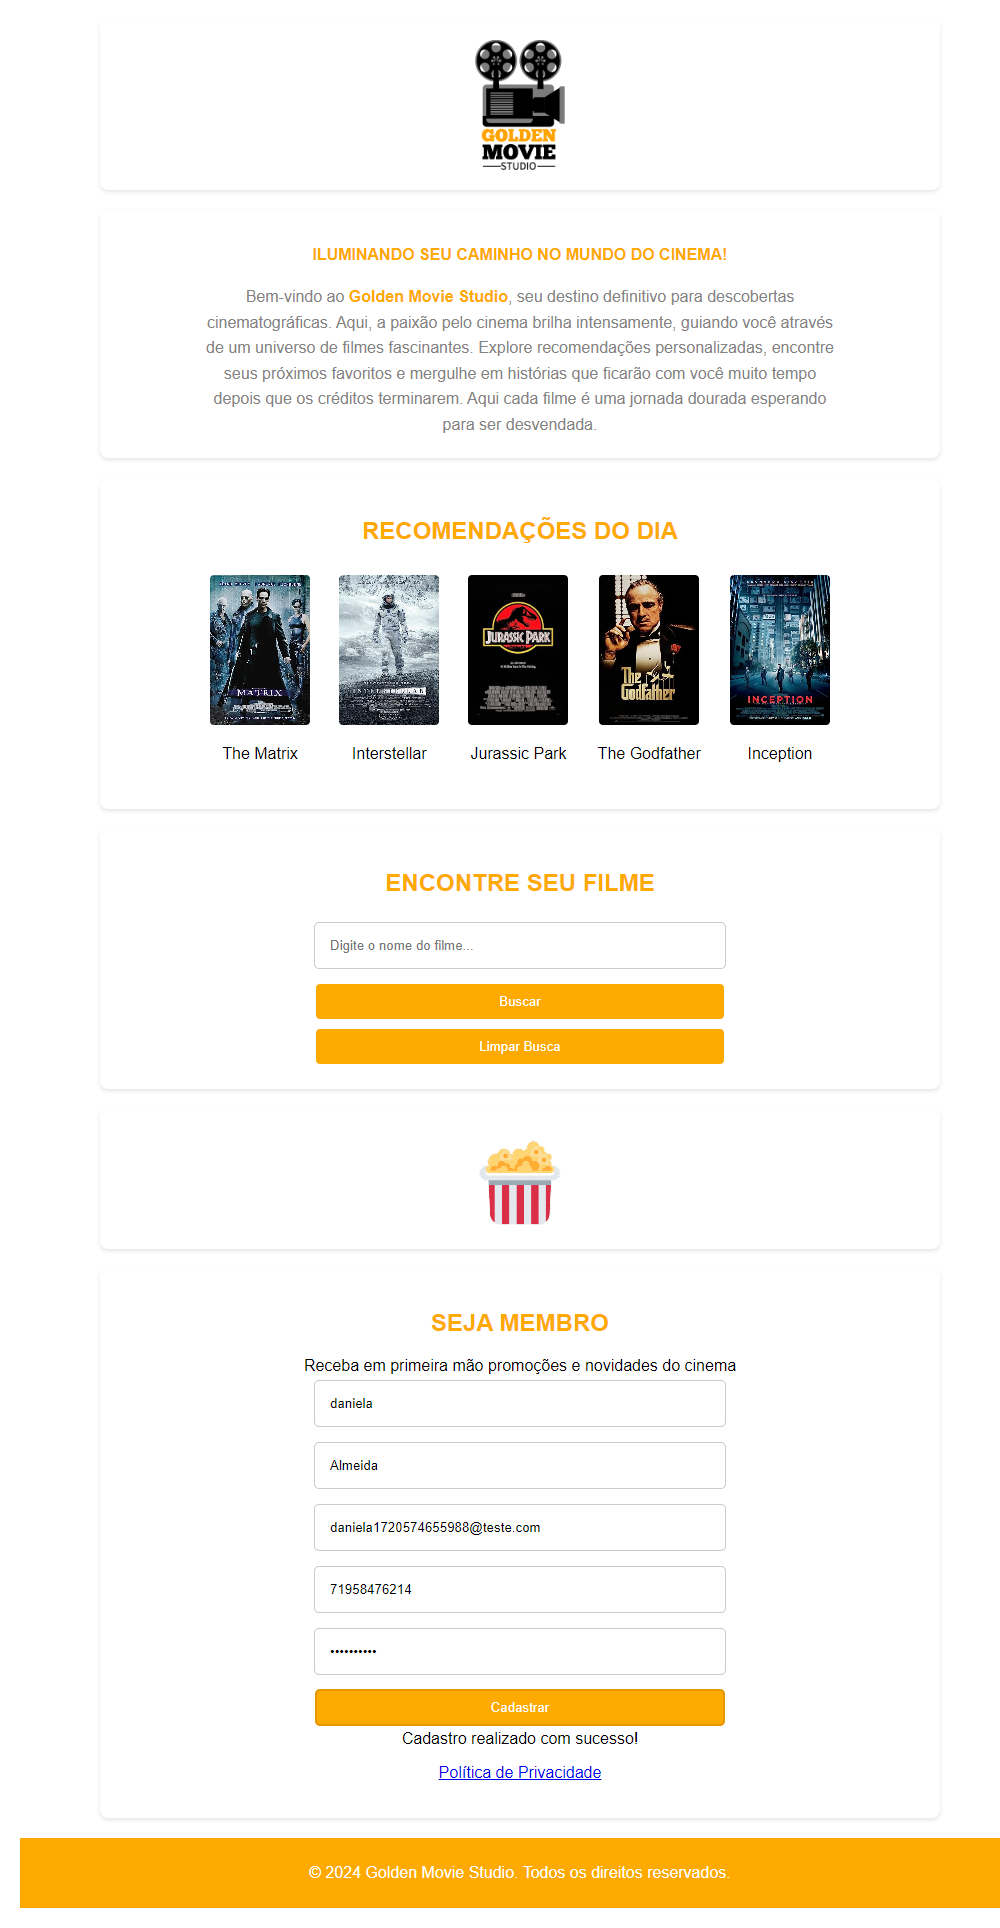 GOLDEN
MOVIE
STUDIO
ILUMINANDO SEU CAMINHO NO MUNDO DO CINEMA!
Bem-vindo ao Golden Movie Studio, seu destino definitivo para descobertas
cinematográficas. Aqui, a paixão pelo cinema brilha intensamente, guiando você através
de um universo de filmes fascinantes. Explore recomendações personalizadas, encontre
seus próximos favoritos e mergulhe em histórias que ficarão com você muito tempo
depois que os créditos terminarem. Aqui cada filme é uma jornada dourada esperando
para ser desvendada.
RECOMENDAÇÕES DO DIA
MATRIX
JURASSIC PARK
The
Godfather
INCEPTION
The Matrix
Interstellar
Jurassic Park
The Godfather
Inception
ENCONTRE SEU FILME
Digite o nome do filme...
Buscar
Limpar Busca
SEJA MEMBRO
Receba em primeira mão promoções e novidades do cinema
daniela
Almeida
daniela1720574655988@teste.com
71958476214
••••••••••
Cadastrar
Cadastro realizado com sucesso!
Política de Privacidade
© 2024 Golden Movie Studio. Todos os direitos reservados.